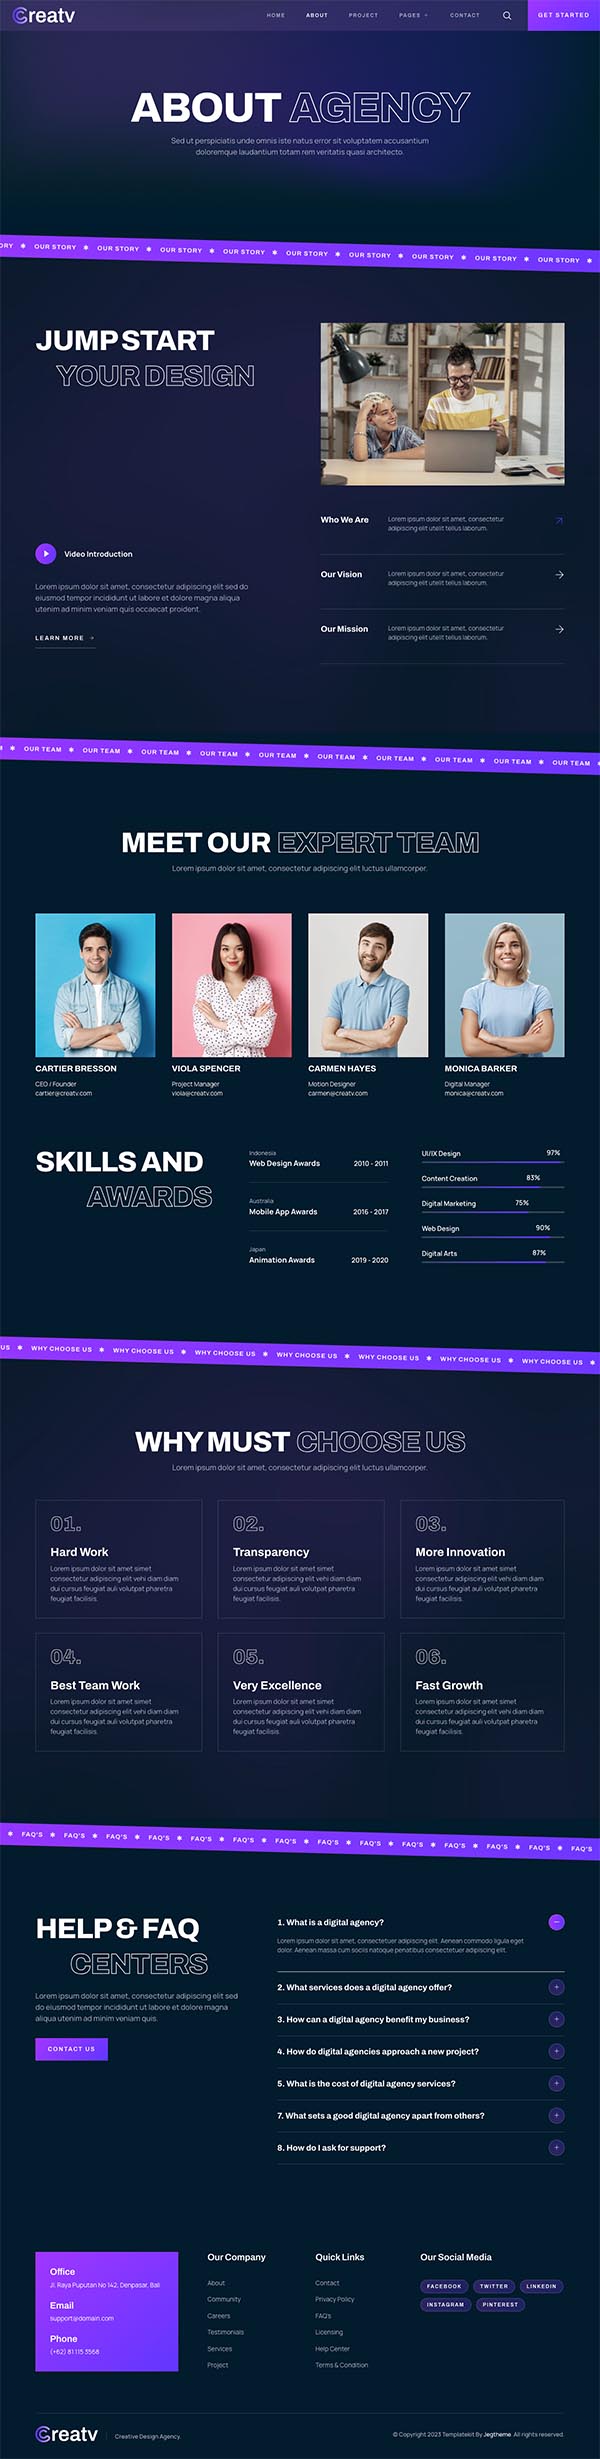 Creatv
HOME ABOUT PROJECT PAGES + CONTACT GET STARTED
ABOUT AGENCY
Sed ut perspiciatis unde omnis iste natus error sit voluptatem accusantium
doloremque laudantium totam rem veritatis quasi architecto.
ORY ✱ OUR STORY ✱ OUR STORY ✱ OUR STORY ✱ OUR STORY ✱ OUR STORY ✱ OUR STORY ✱ OUR STORY ✱ OUR STORY ✱ OUR STORY ✱
JUMP START
YOUR DESIGN
Video Introduction
Lorem ipsum dolor sit amet, consectetur adipiscing elit sed do
eiusmod tempor incididunt ut labore et dolore magna aliqua
utenim ad minim veniam quis occaecat proident.
LEARN MORE
Who We Are
Lorem ipsum dolor sit amet, consectetur
adipiscing elit utelit tellus laborum.
Our Vision
Lorem ipsum dolor sit amet, consectetur
adipiscing elit utelit tellus laborum.
Our Mission
Lorem ipsum dolor sit amet, consectetur
adipiscing elit utelit tellus laborum.
M ✱ OUR TEAM ✱ OUR TEAM ✱ OUR TEAM ✱ OUR TEAM ✱ OUR TEAM ✱ OUR TEAM ✱ OUR TEAM ✱ OUR TEAM ✱ OUR TEAM ✱ OUR TEAM ✱
MEET OUR EXPERT TEAM
Lorem ipsum dolor sit amet, consectetur adipiscing elit luctus ullamcorper.
CARTIER BRESSON
CEO / Founder
cartier@creatv.com
VIOLA SPENCER
Project Manager
viola@creatv.com
CARMEN HAYES
Motion Designer
carmen@creatv.com
MONICA BARKER
Digital Manager
monica@creatv.com
SKILLS AND
AWARDS
Indonesia
Web Design Awards 2010 - 2011
Australia
Mobile App Awards 2016 - 2017
Japan
Animation Awards 2019 - 2020
UI/IX Design 97%
Content Creation 83%
Digital Marketing 75%
Web Design 90%
Digital Arts 87%
US ✱ WHY CHOOSE US ✱ WHY CHOOSE US ✱ WHY CHOOSE US ✱ WHY CHOOSE US ✱ WHY CHOOSE US ✱ WHY CHOOSE US ✱ WHY CHOOSE US ✱
WHY MUST CHOOSE US
Lorem ipsum dolor sit amet, consectetur adipiscing elit luctus ullamcorper.
01.
Hard Work
Lorem ipsum dolor sit amet simet
consectetur adipiscing elit vehi diam diam
dui cursus feugiat auli volutpat pharetra
feugiat facilisis.
02.
Transparency
Lorem ipsum dolor sit amet simet
consectetur adipiscing elit vehi diam diam
dui cursus feugiat auli volutpat pharetra
feugiat facilisis.
03.
More Innovation
Lorem ipsum dolor sit amet simet
consectetur adipiscing elit vehi diam diam
dui cursus feugiat auli volutpat pharetra
feugiat facilisis.
04.
Best Team Work
Lorem ipsum dolor sit amet simet
consectetur adipiscing elit vehi diam diam
dui cursus feugiat auli volutpat pharetra
feugiat facilisis.
05.
Very Excellence
Lorem ipsum dolor sit amet simet
consectetur adipiscing elit vehi diam diam
dui cursus feugiat auli volutpat pharetra
feugiat facilisis.
06.
Fast Growth
Lorem ipsum dolor sit amet simet
consectetur adipiscing elit vehi diam diam
dui cursus feugiat auli volutpat pharetra
feugiat facilisis.
✱ FAQ'S ✱ FAQ'S ✱ FAQ'S ✱ FAQ'S ✱ FAQ'S ✱ FAQ'S ✱ FAQ'S ✱ FAQ'S ✱ FAQ'S ✱ FAQ'S ✱ FAQ'S ✱ FAQ'S ✱ FAQ'S ✱ FAQ'S
HELP & FAQ
CENTERS
Lorem ipsum dolor sit amet, consectetur adipiscing elit sed
do eiusmod tempor incididunt ut labore et dolore magna
aliqua utenim ad minim veniam quis.
CONTACT US
1. What is a digital agency?
Lorem ipsum dolor sit amet, consectetuer adipiscing elit. Aenean commodo ligula eget
dolor. Aenean massa cum sociis natoque penatibus consectetuer adipiscing elit.
2. What services does a digital agency offer?
3. How can a digital agency benefit my business?
4. How do digital agencies approach a new project?
5. What is the cost of digital agency services?
7. What sets a good digital agency apart from others?
8. How do I ask for support?
Office
Jl. Raya Puputan No 142, Denpasar, Bali
Email
support@domain.com
Phone
(+62) 81 115 3568
Our Company
About
Community
Careers
Testimonials
Services
Project
Quick Links
Contact
Privacy Policy
FAQ's
Licensing
Help Center
Terms & Condition
Our Social Media
FACEBOOK TWITTER LINKEDIN
INSTAGRAM PINTEREST
Creatv Creative Design Agency.
© Copyright 2023 Templatekit By Jegtheme. All rights reserved.